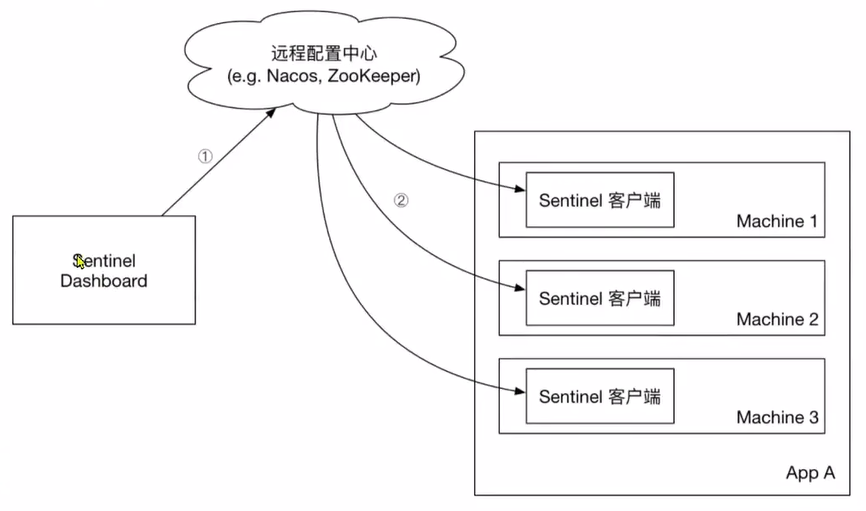 远程配置中心
(e.g. Nacos, ZooKeeper)
①
②
Sentinel
Dashboard
Sentinel 客户端
Machine 1
Sentinel 客户端
Machine 2
Sentinel 客户端
Machine 3
App A